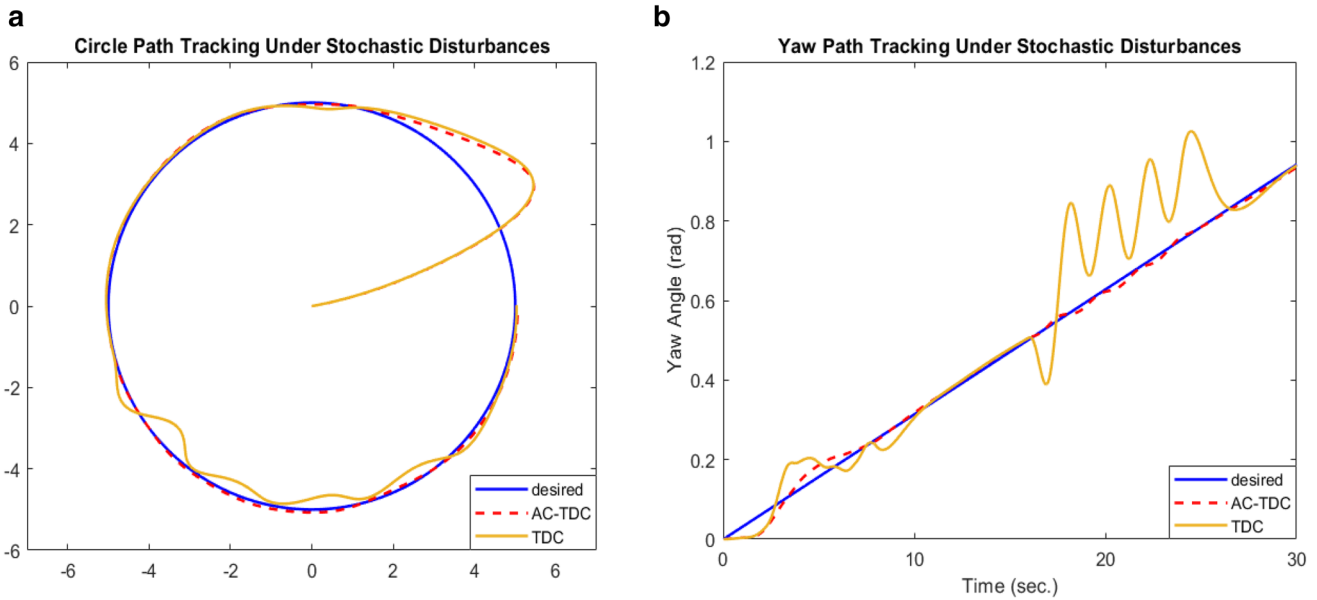 a
Circle Path Tracking Under Stochastic Disturbances
6
4
2
0
-2
-4
-6
-6 -4 -2 0 2 4 6
desired
AC-TDC
TDC
b
Yaw Path Tracking Under Stochastic Disturbances
Yaw Angle (rad)
1.2
1
0.8
0.6
0.4
0.2
0
0 10 20 30
Time (sec.)
desired
AC-TDC
TDC